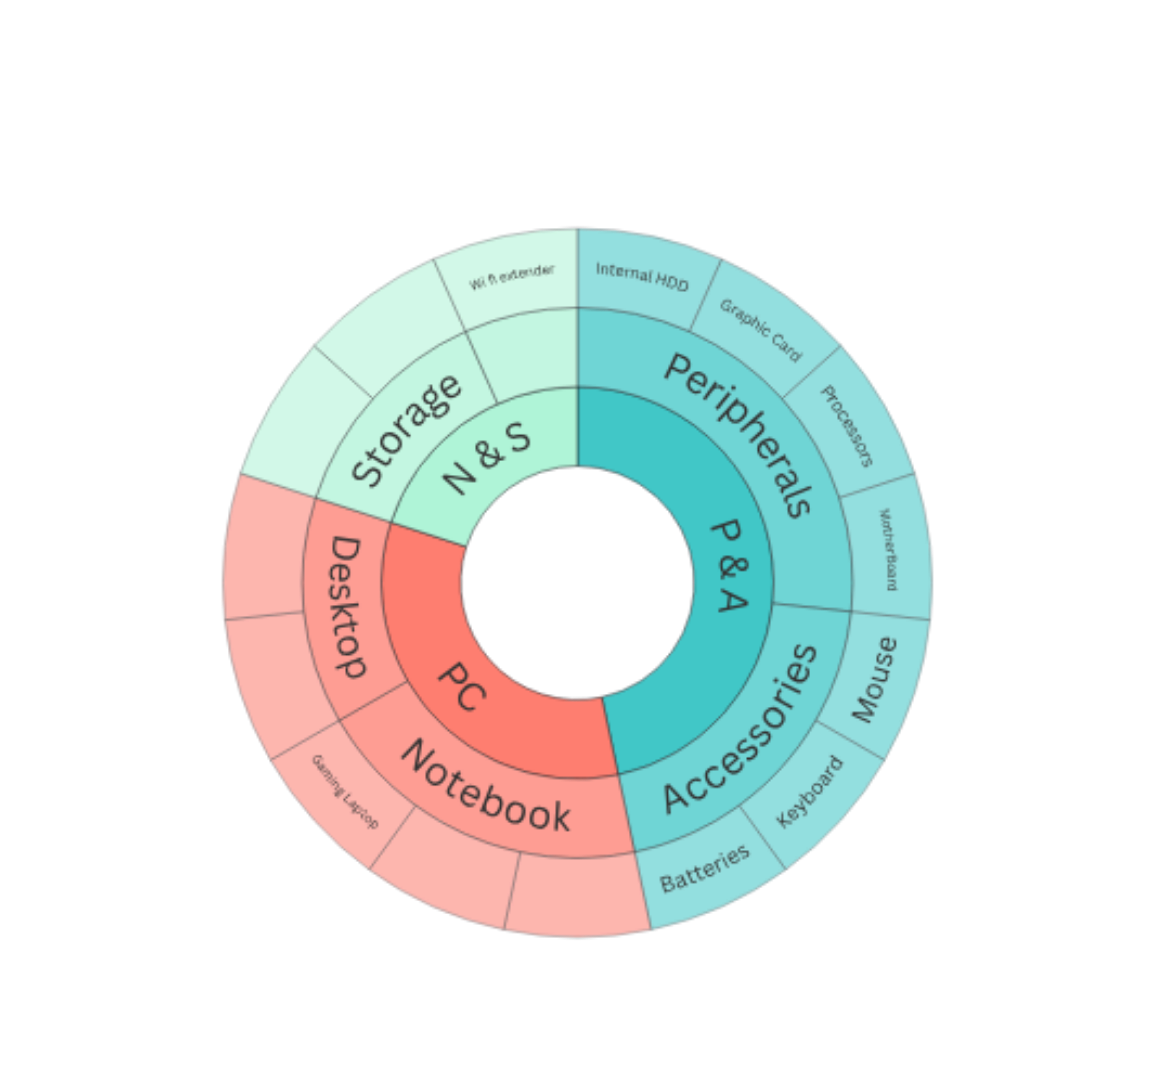 Wi fi extender
Internal HDD
Graphic Card
Processors
MotherBoard
Mouse
Keyboard
Batteries
Gaming Laptop
Peripherals
Accessories
Notebook
Desktop
Storage
N & S
P & A
PC